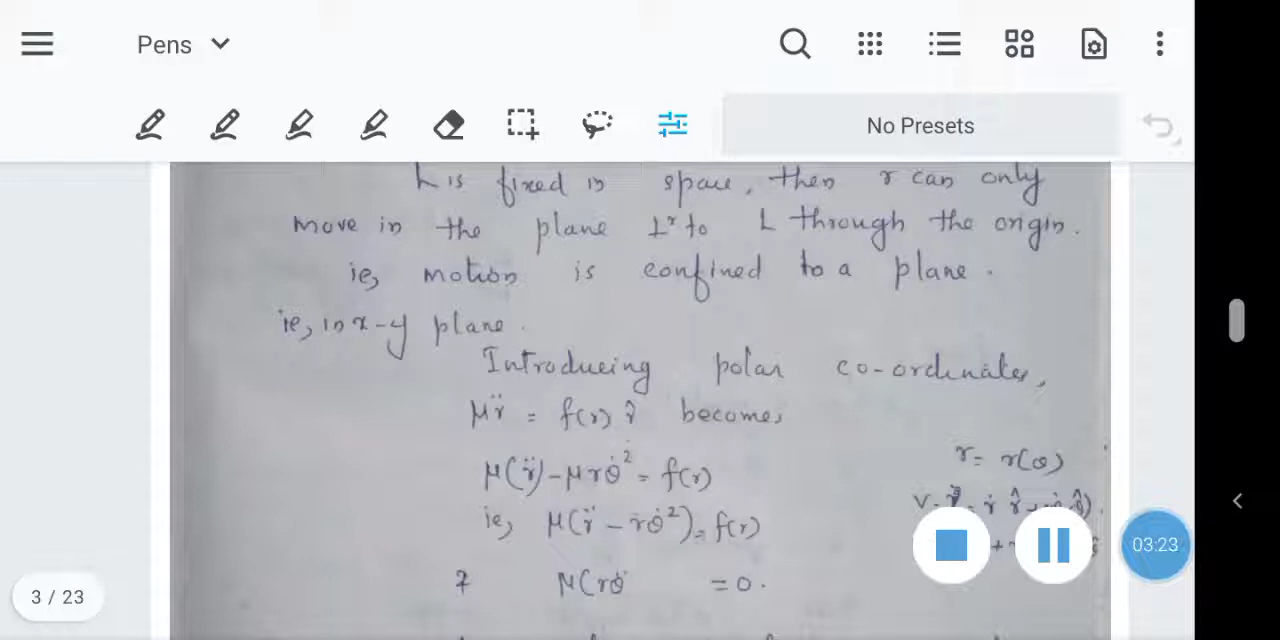 Pens
No Presets
L is fixed in space, then r can only
move in the plane ⊥r to L through the origin.
ie, motion is confined to a plane.
ie, in x-y plane.
Introducing polar co-ordinates,
μr̈ = f(r) r̂ becomes,
μ(r̈) - μrθ̇² = f(r)
r = r(θ)
ie, μ(r̈ - rθ̇²) = f(r)
03:23
μ(rθ̈ = 0.
3 / 23